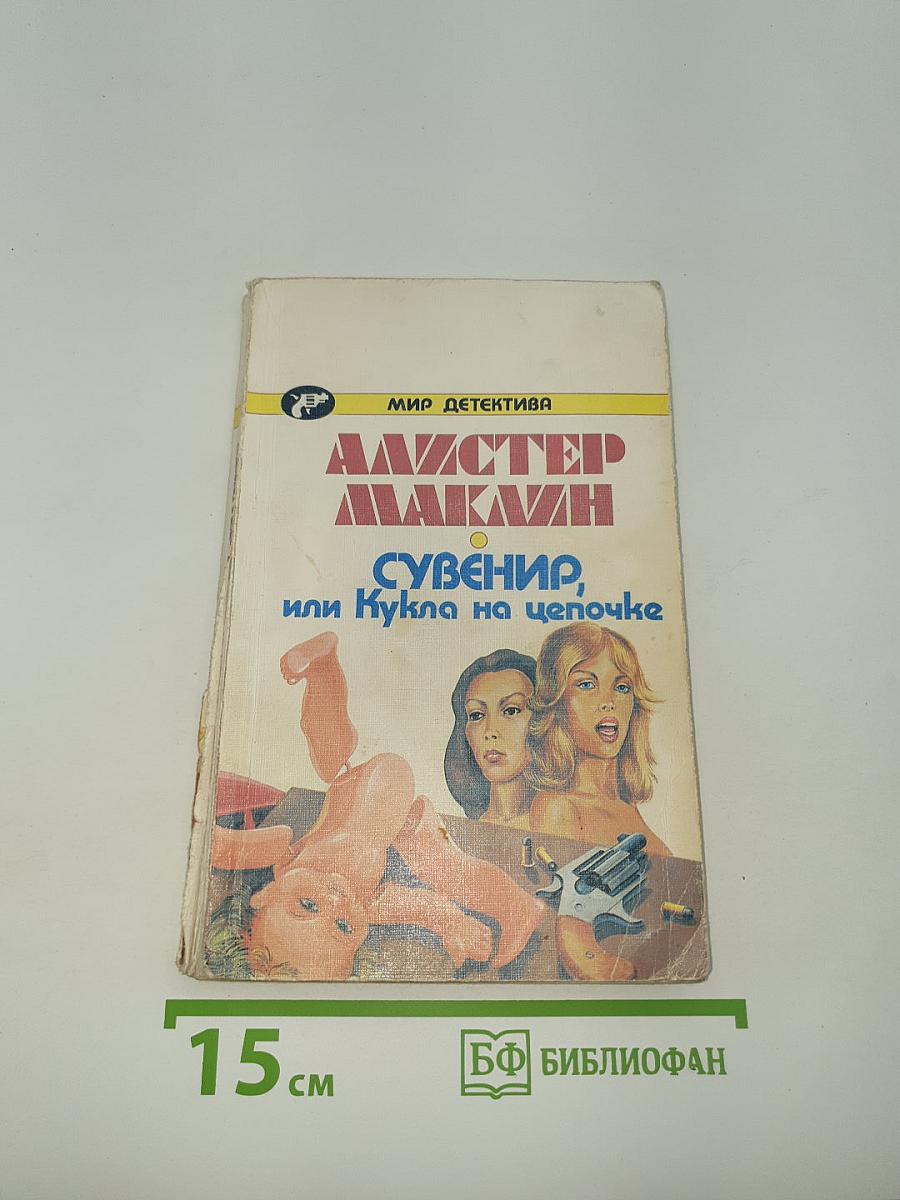 МИР ДЕТЕКТИВА
АЛИСТЕР
МАКЛИН
СУВЕНИР,
или Кукла на цепочке
15 см
БФ БИБЛИОФАН